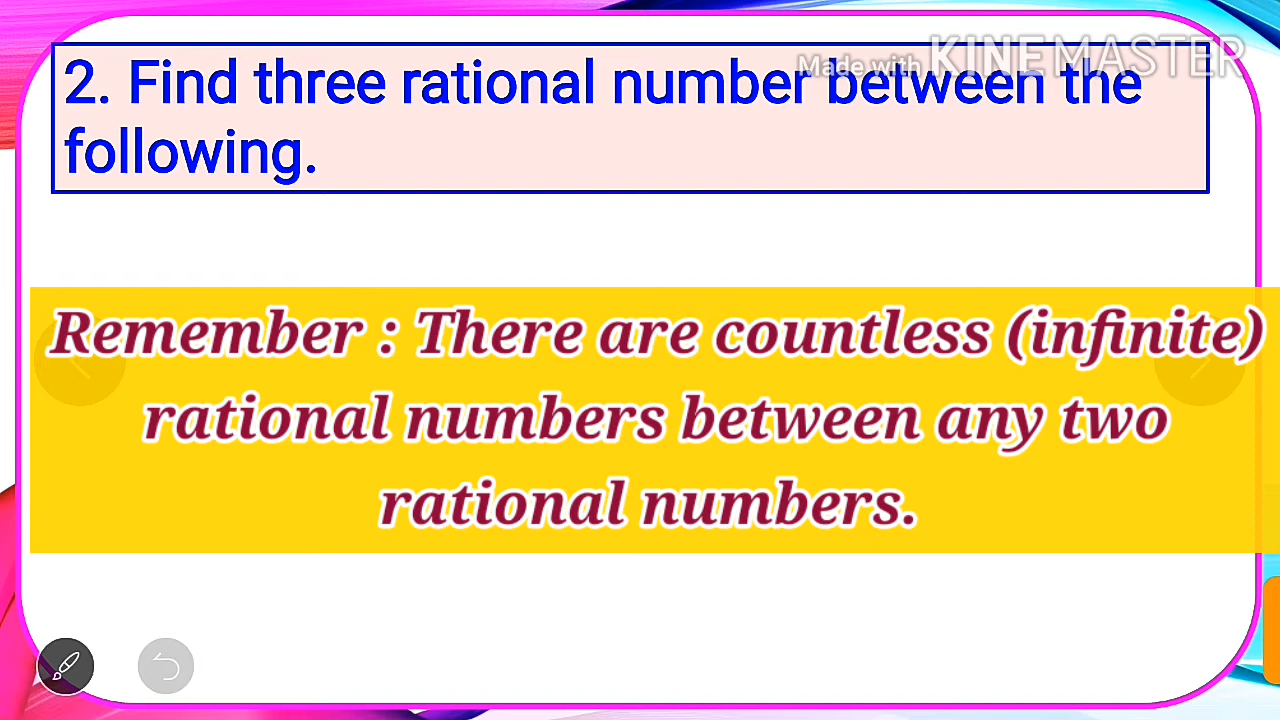 Made with KINEMASTER
2. Find three rational number between the
following.
Remember : There are countless (infinite)
rational numbers between any two
rational numbers.